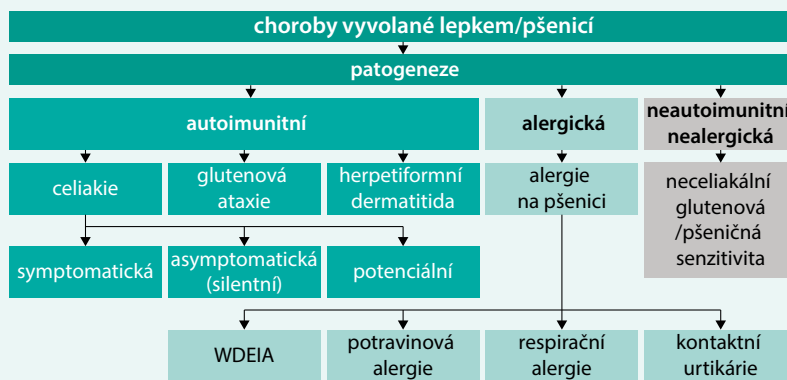 choroby vyvolané lepkem/pšenicí
patogeneze
autoimunitní
alergická
neautoimunitní
nealergická
celiakie
glutenová
ataxie
herpetiformní
dermatitida
alergie
na pšenici
neceliakální
glutenová
/pšeničná
senzitivita
symptomatická
asymptomatická
(silentní)
potenciální
WDEIA
potravinová
alergie
respirační
alergie
kontaktní
urtikárie